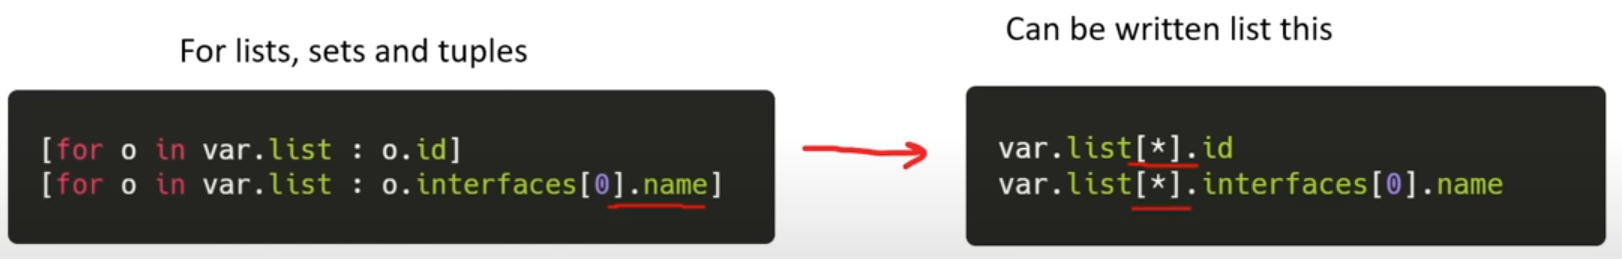 For lists, sets and tuples
[for o in var.list : o.id]
[for o in var.list : o.interfaces[0].name]
Can be written list this
var.list[*].id
var.list[*].interfaces[0].name